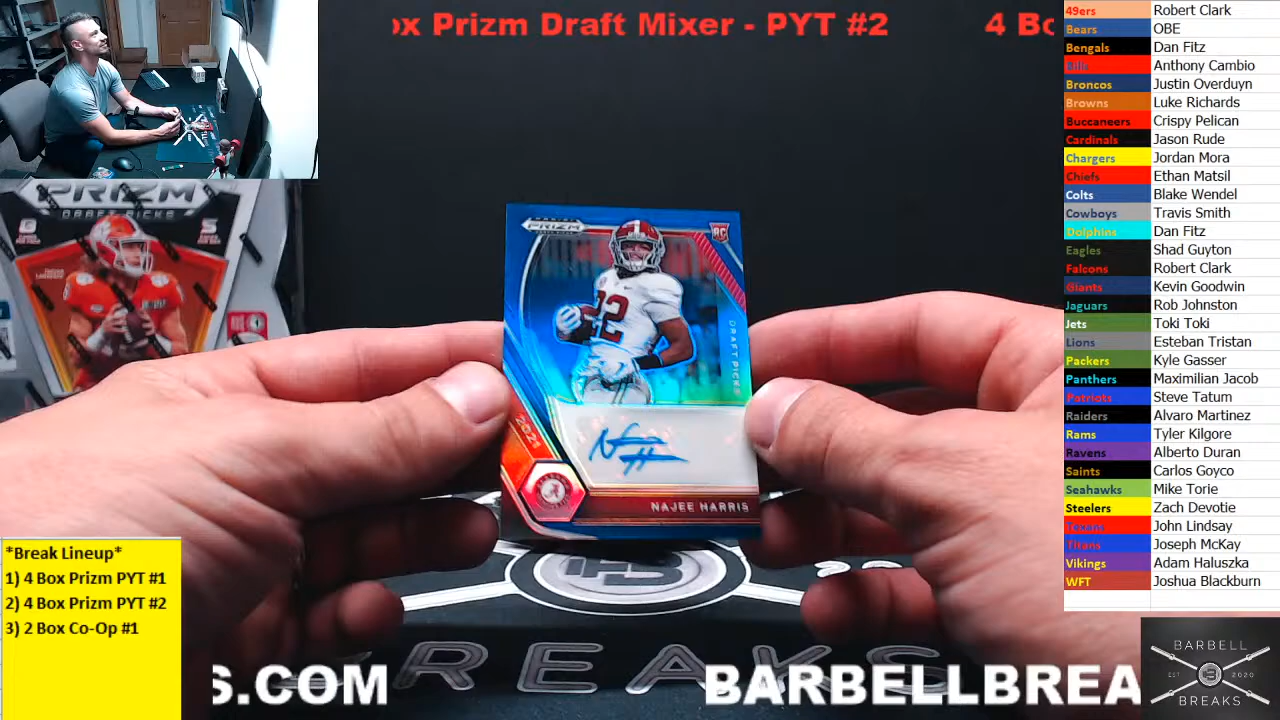 ox Prizm Draft Mixer - PYT #2
4 Bo
49ers Robert Clark
Bears OBE
Bengals Dan Fitz
Bills Anthony Cambio
Broncos Justin Overduyn
Browns Luke Richards
Buccaneers Crispy Pelican
Cardinals Jason Rude
Chargers Jordan Mora
Chiefs Ethan Matsil
Colts Blake Wendel
Cowboys Travis Smith
Dolphins Dan Fitz
Eagles Shad Guyton
Falcons Robert Clark
Giants Kevin Goodwin
Jaguars Rob Johnston
Jets Toki Toki
Lions Esteban Tristan
Packers Kyle Gasser
Panthers Maximilian Jacob
Patriots Steve Tatum
Raiders Alvaro Martinez
Rams Tyler Kilgore
Ravens Alberto Duran
Saints Carlos Goyco
Seahawks Mike Torie
Steelers Zach Devotie
Texans John Lindsay
Titans Joseph McKay
Vikings Adam Haluszka
WFT Joshua Blackburn
PRIZM
DRAFT PICKS
PRIZM
RC
22
DRAFT PICKS
2021
NAJEE HARRIS
*Break Lineup*
1) 4 Box Prizm PYT #1
2) 4 Box Prizm PYT #2
3) 2 Box Co-Op #1
REAKS
S.COM
BARBELLBREA
BARBELL
EST 2020
BREAKS